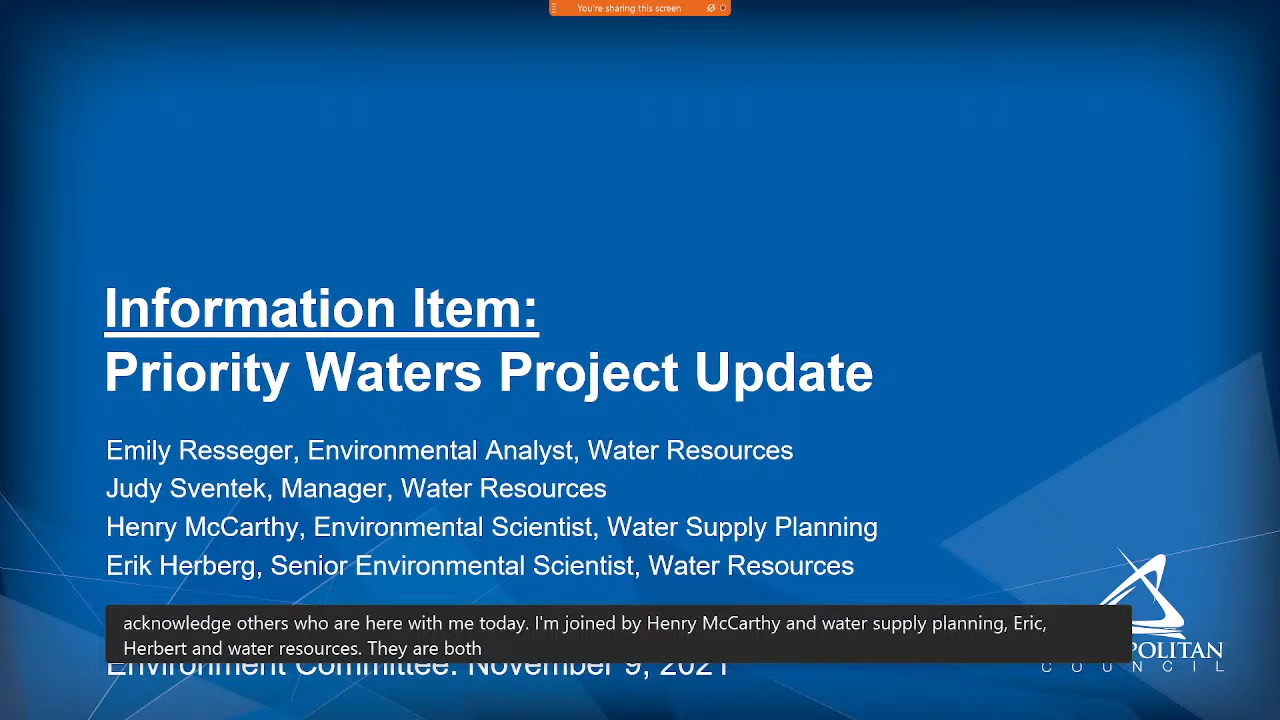 You're sharing this screen
Information Item:
Priority Waters Project Update
Emily Resseger, Environmental Analyst, Water Resources
Judy Sventek, Manager, Water Resources
Henry McCarthy, Environmental Scientist, Water Supply Planning
Erik Herberg, Senior Environmental Scientist, Water Resources
acknowledge others who are here with me today. I'm joined by Henry McCarthy and water supply planning, Eric,
Herbert and water resources. They are both
Environment Committee: November 9, 2021
POLITAN
COUNCIL